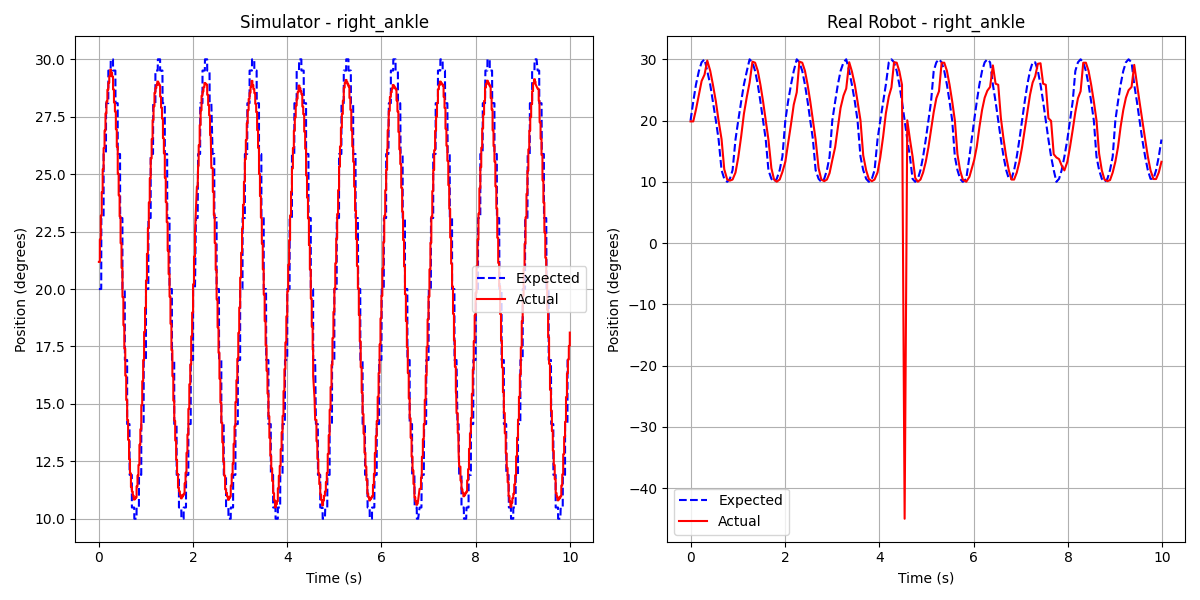 Simulator - right_ankle
30.0
27.5
25.0
22.5
20.0
17.5
15.0
12.5
10.0
Position (degrees)
Expected
Actual
0
2
4
6
8
10
Time (s)
Real Robot - right_ankle
30
20
10
0
−10
−20
−30
−40
Position (degrees)
Expected
Actual
0
2
4
6
8
10
Time (s)